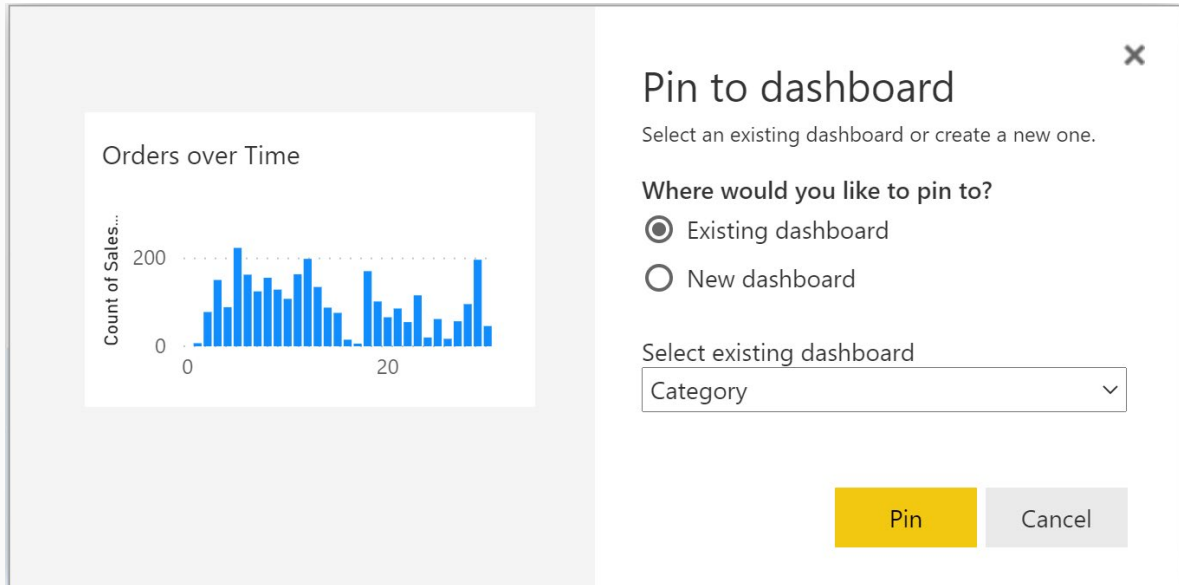 Orders over Time
Count of Sales...
200
0
0
20
Pin to dashboard
Select an existing dashboard or create a new one.
Where would you like to pin to?
Existing dashboard
New dashboard
Select existing dashboard
Category
Pin
Cancel